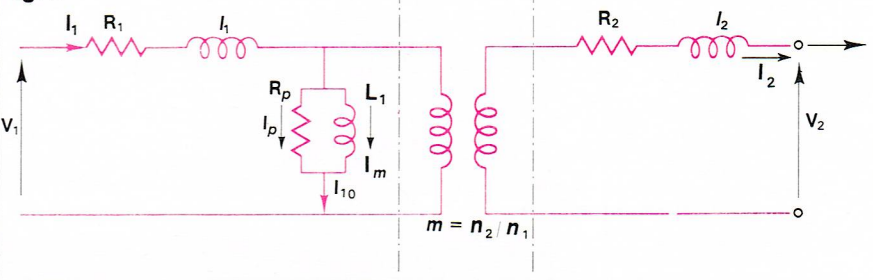 I₁ R₁ l₁ R₂ l₂
I₂
Rₚ L₁
V₁ Iₚ V₂
Iₘ
I₁₀
m = n₂/n₁